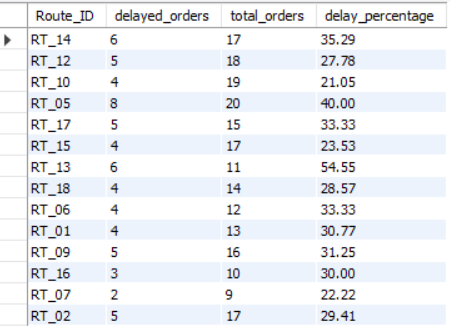 Route_ID delayed_orders total_orders delay_percentage
RT_14 6 17 35.29
RT_12 5 18 27.78
RT_10 4 19 21.05
RT_05 8 20 40.00
RT_17 5 15 33.33
RT_15 4 17 23.53
RT_13 6 11 54.55
RT_18 4 14 28.57
RT_06 4 12 33.33
RT_01 4 13 30.77
RT_09 5 16 31.25
RT_16 3 10 30.00
RT_07 2 9 22.22
RT_02 5 17 29.41